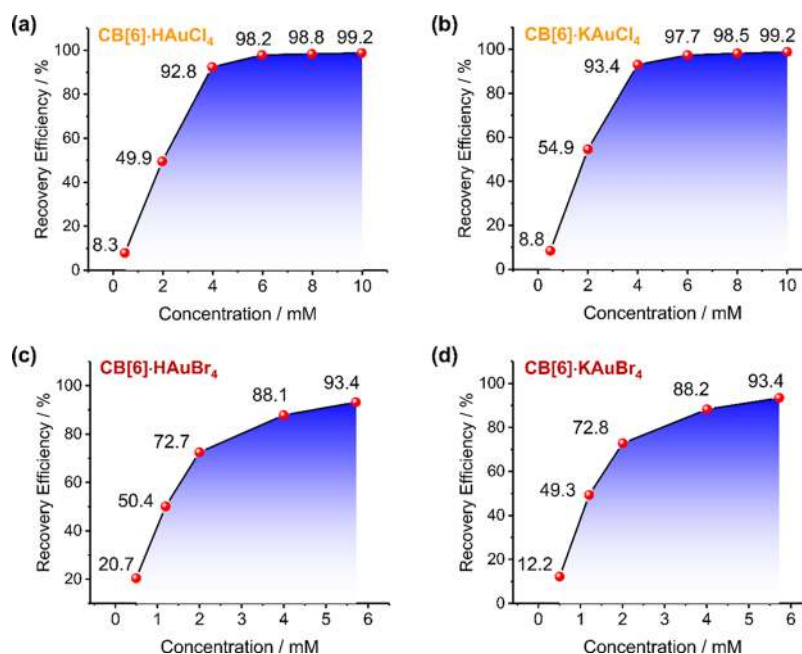 (a)
CB[6]·HAuCl₄
98.2 98.8 99.2
92.8
49.9
8.3
100
80
60
40
20
0
Recovery Efficiency / %
0 2 4 6 8 10
Concentration / mM
(b)
CB[6]·KAuCl₄
97.7 98.5 99.2
93.4
54.9
8.8
100
80
60
40
20
0
Recovery Efficiency / %
0 2 4 6 8 10
Concentration / mM
(c)
CB[6]·HAuBr₄
93.4
88.1
72.7
50.4
20.7
100
80
60
40
20
Recovery Efficiency / %
0 1 2 3 4 5 6
Concentration / mM
(d)
CB[6]·KAuBr₄
93.4
88.2
72.8
49.3
12.2
100
80
60
40
20
0
Recovery Efficiency / %
0 1 2 3 4 5 6
Concentration / mM